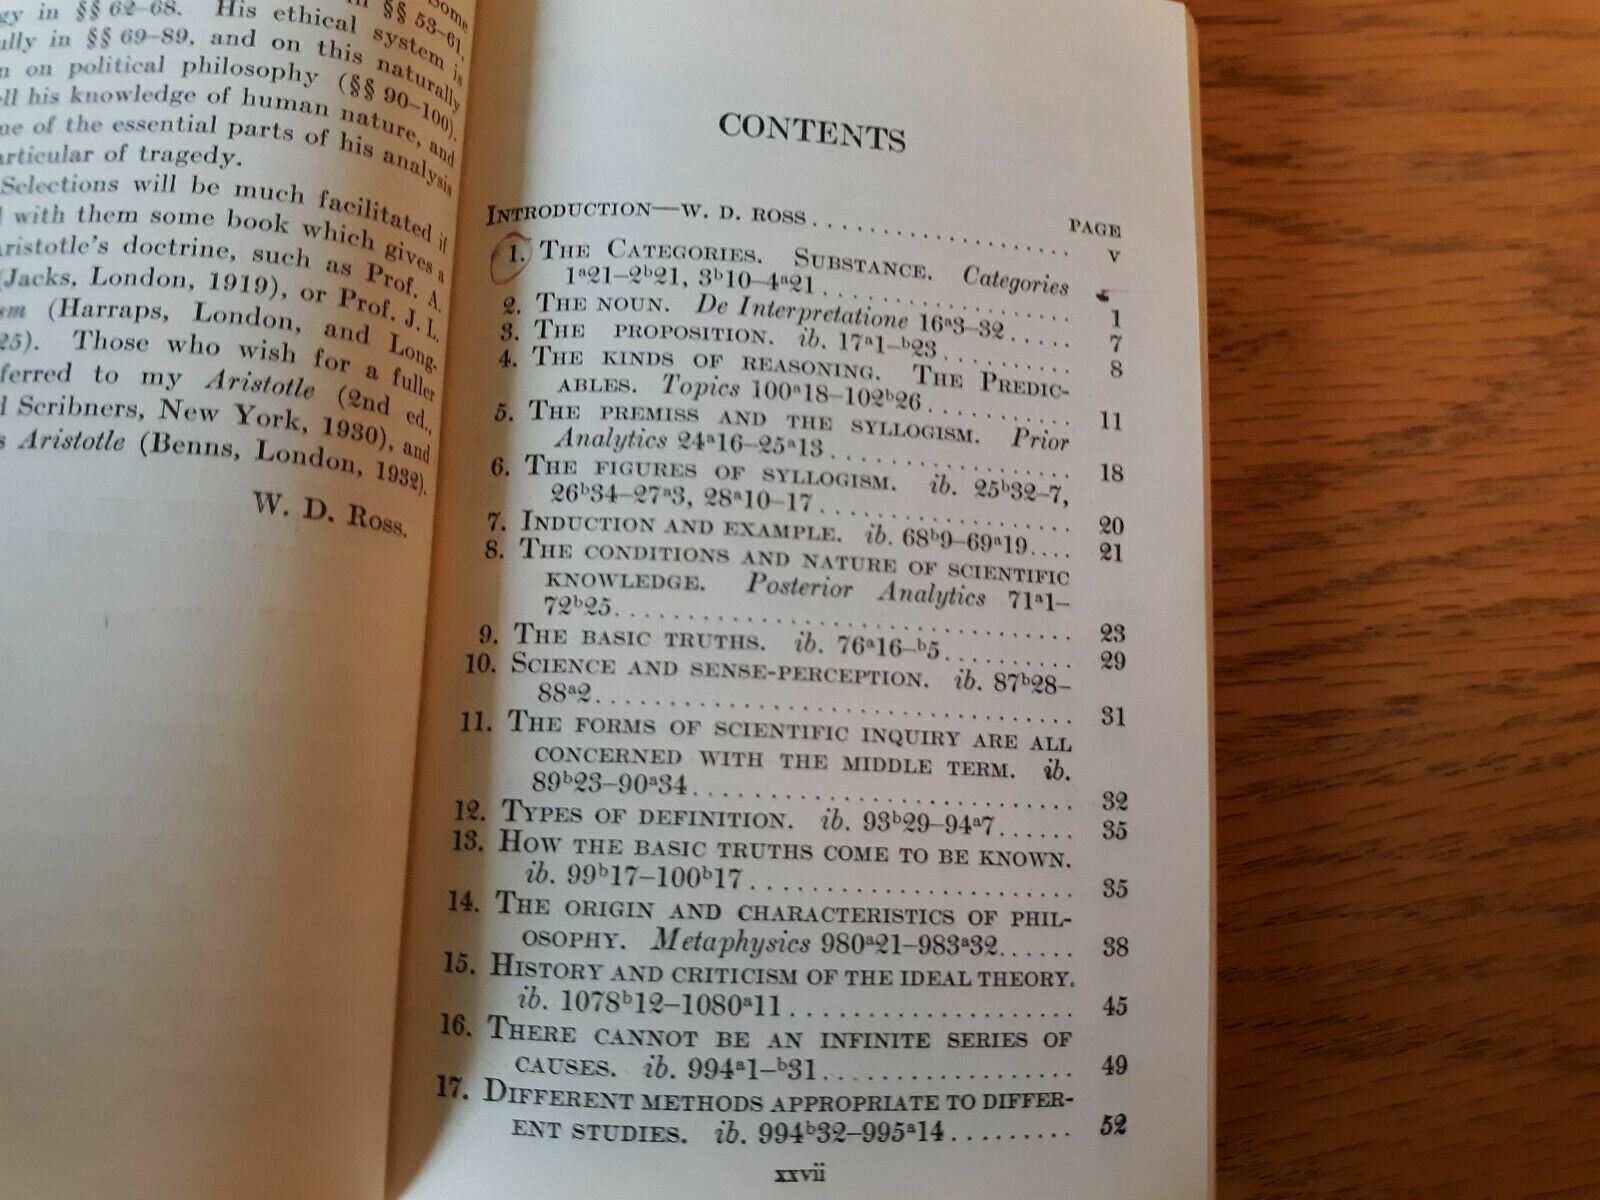 Some
gy in §§ 62–68. His ethical system is
ully in §§ 69–89, and on this naturally
n on political philosophy (§§ 90–100).
ll his knowledge of human nature, and
me of the essential parts of his analysis
articular of tragedy.
Selections will be much facilitated if
with them some book which gives a
Aristotle's doctrine, such as Prof. A.
(Jacks, London, 1919), or Prof. J. L.
(Harraps, London, and Long-
25). Those who wish for a fuller
ferred to my Aristotle (2nd ed.,
d Scribners, New York, 1930), and
s Aristotle (Benns, London, 1932).
W. D. Ross.
CONTENTS
PAGE
Introduction—W. D. Ross.................... v
1. The Categories. Substance. Categories
1ᵃ21–2ᵇ21, 3ᵇ10–4ᵃ21.................... 1
2. The noun. De Interpretatione 16ᵃ3–32...... 7
3. The proposition. ib. 17ᵃ1–ᵇ23.......... 8
4. The kinds of reasoning. The Predic-
ables. Topics 100ᵃ18–102ᵇ26........... 11
5. The premiss and the syllogism. Prior
Analytics 24ᵃ16–25ᵃ13.................. 18
6. The figures of syllogism. ib. 25ᵇ32–7,
26ᵇ34–27ᵃ3, 28ᵃ10–17.................. 20
7. Induction and example. ib. 68ᵇ9–69ᵃ19.... 21
8. The conditions and nature of scientific
knowledge. Posterior Analytics 71ᵃ1–
72ᵇ25................................ 23
9. The basic truths. ib. 76ᵃ16–ᵇ5.......... 29
10. Science and sense-perception. ib. 87ᵇ28–
88ᵃ2................................ 31
11. The forms of scientific inquiry are all
concerned with the middle term. ib.
89ᵇ23–90ᵃ34.......................... 32
12. Types of definition. ib. 93ᵇ29–94ᵃ7...... 35
13. How the basic truths come to be known.
ib. 99ᵇ17–100ᵇ17...................... 35
14. The origin and characteristics of phil-
osophy. Metaphysics 980ᵃ21–983ᵃ32...... 38
15. History and criticism of the ideal theory.
ib. 1078ᵇ12–1080ᵃ11.................... 45
16. There cannot be an infinite series of
causes. ib. 994ᵃ1–ᵇ31.................. 49
17. Different methods appropriate to differ-
ent studies. ib. 994ᵇ32–995ᵃ14......... 52
xxvii